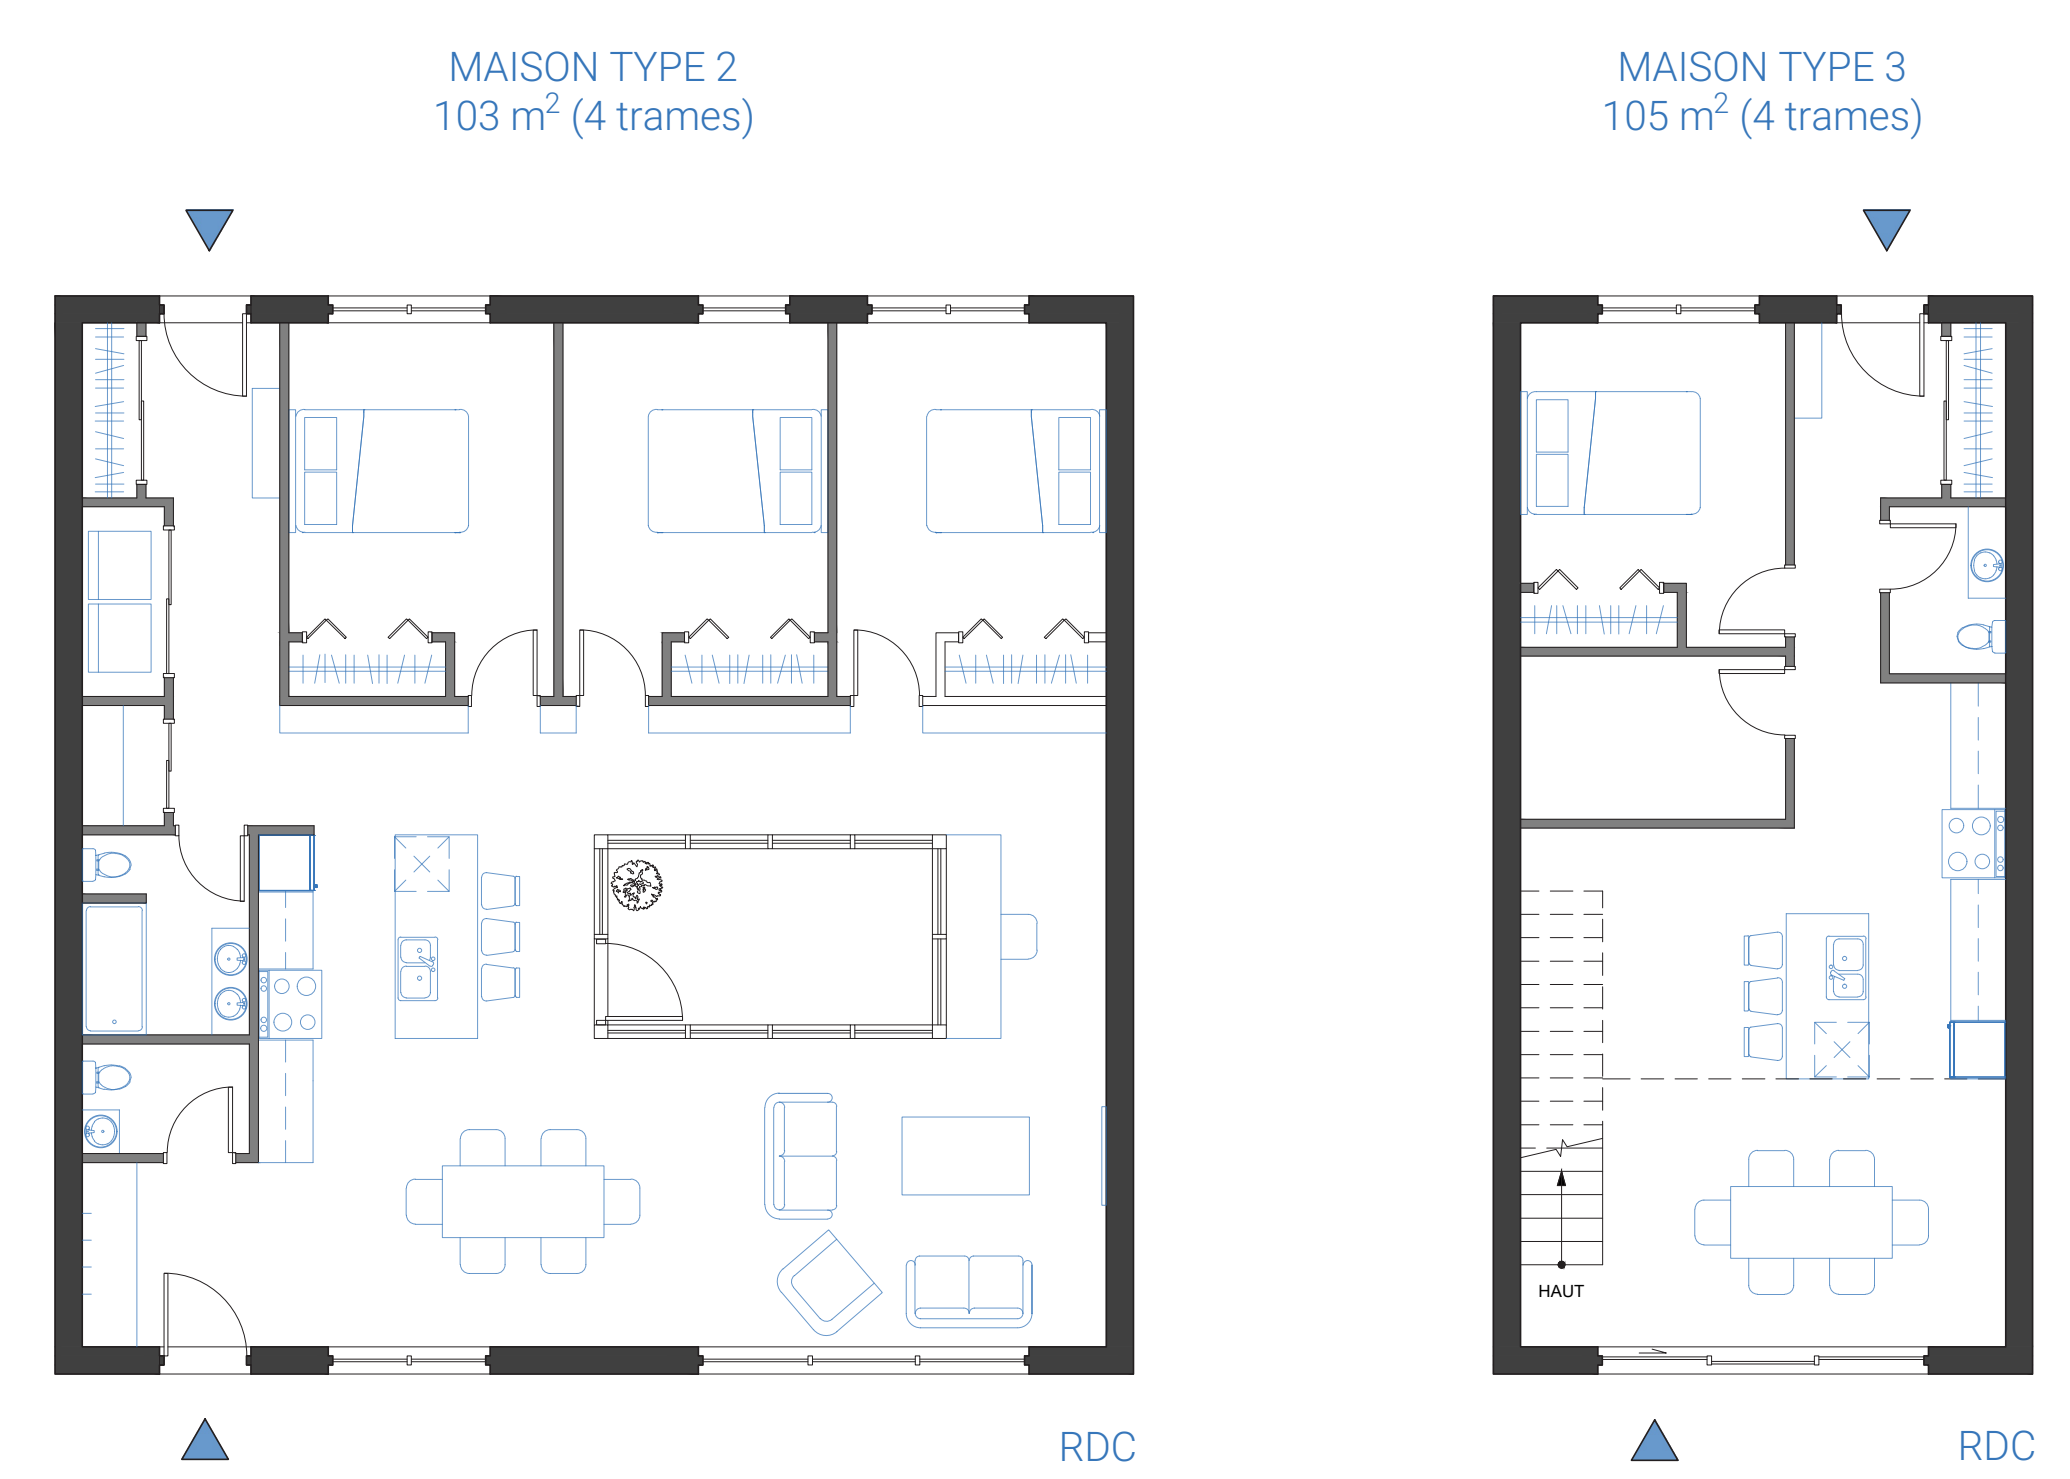 MAISON TYPE 2
103 m² (4 trames)
MAISON TYPE 3
105 m² (4 trames)
HAUT
RDC
RDC